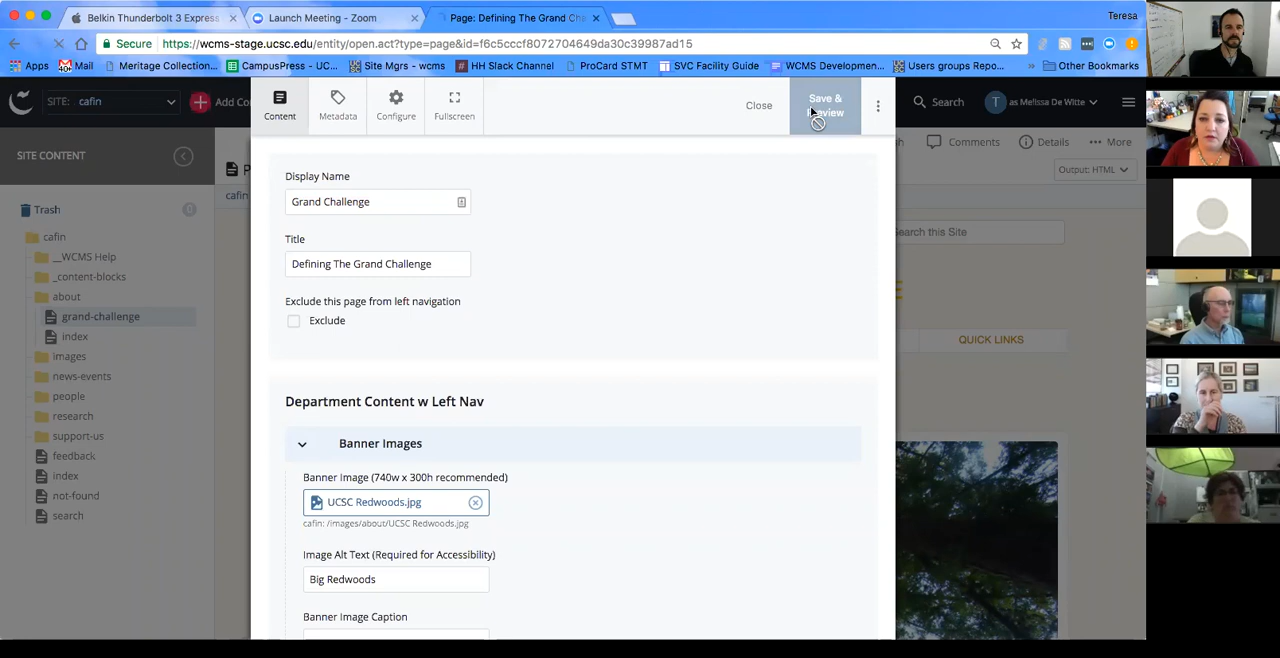 Belkin Thunderbolt 3 Express
Launch Meeting - Zoom
Page: Defining The Grand Ch
Teresa
Secure
https://wcms-stage.ucsc.edu/entity/open.act?type=page&id=f6c5cccf8072704649da30c39987ad15
Apps
Mail
Meritage Collection...
CampusPress - UC...
Site Mgrs - wcms
HH Slack Channel
ProCard STMT
SVC Facility Guide
WCMS Developmen...
Users groups Repo...
»
Other Bookmarks
SITE: cafin
Add Co
Content
Metadata
Configure
Fullscreen
Close
Save &
Preview
Search
T
as Melissa De Witte
SITE CONTENT
Comments
Details
More
Output: HTML
Trash
0
cafin
cafin
__WCMS Help
_content-blocks
about
grand-challenge
index
images
news-events
people
research
support-us
feedback
index
not-found
search
Display Name
Grand Challenge
Title
Defining The Grand Challenge
Exclude this page from left navigation
Exclude
Department Content w Left Nav
Banner Images
Banner Image (740w x 300h recommended)
UCSC Redwoods.jpg
cafin: /images/about/UCSC Redwoods.jpg
Image Alt Text (Required for Accessibility)
Big Redwoods
Banner Image Caption
earch this Site
QUICK LINKS